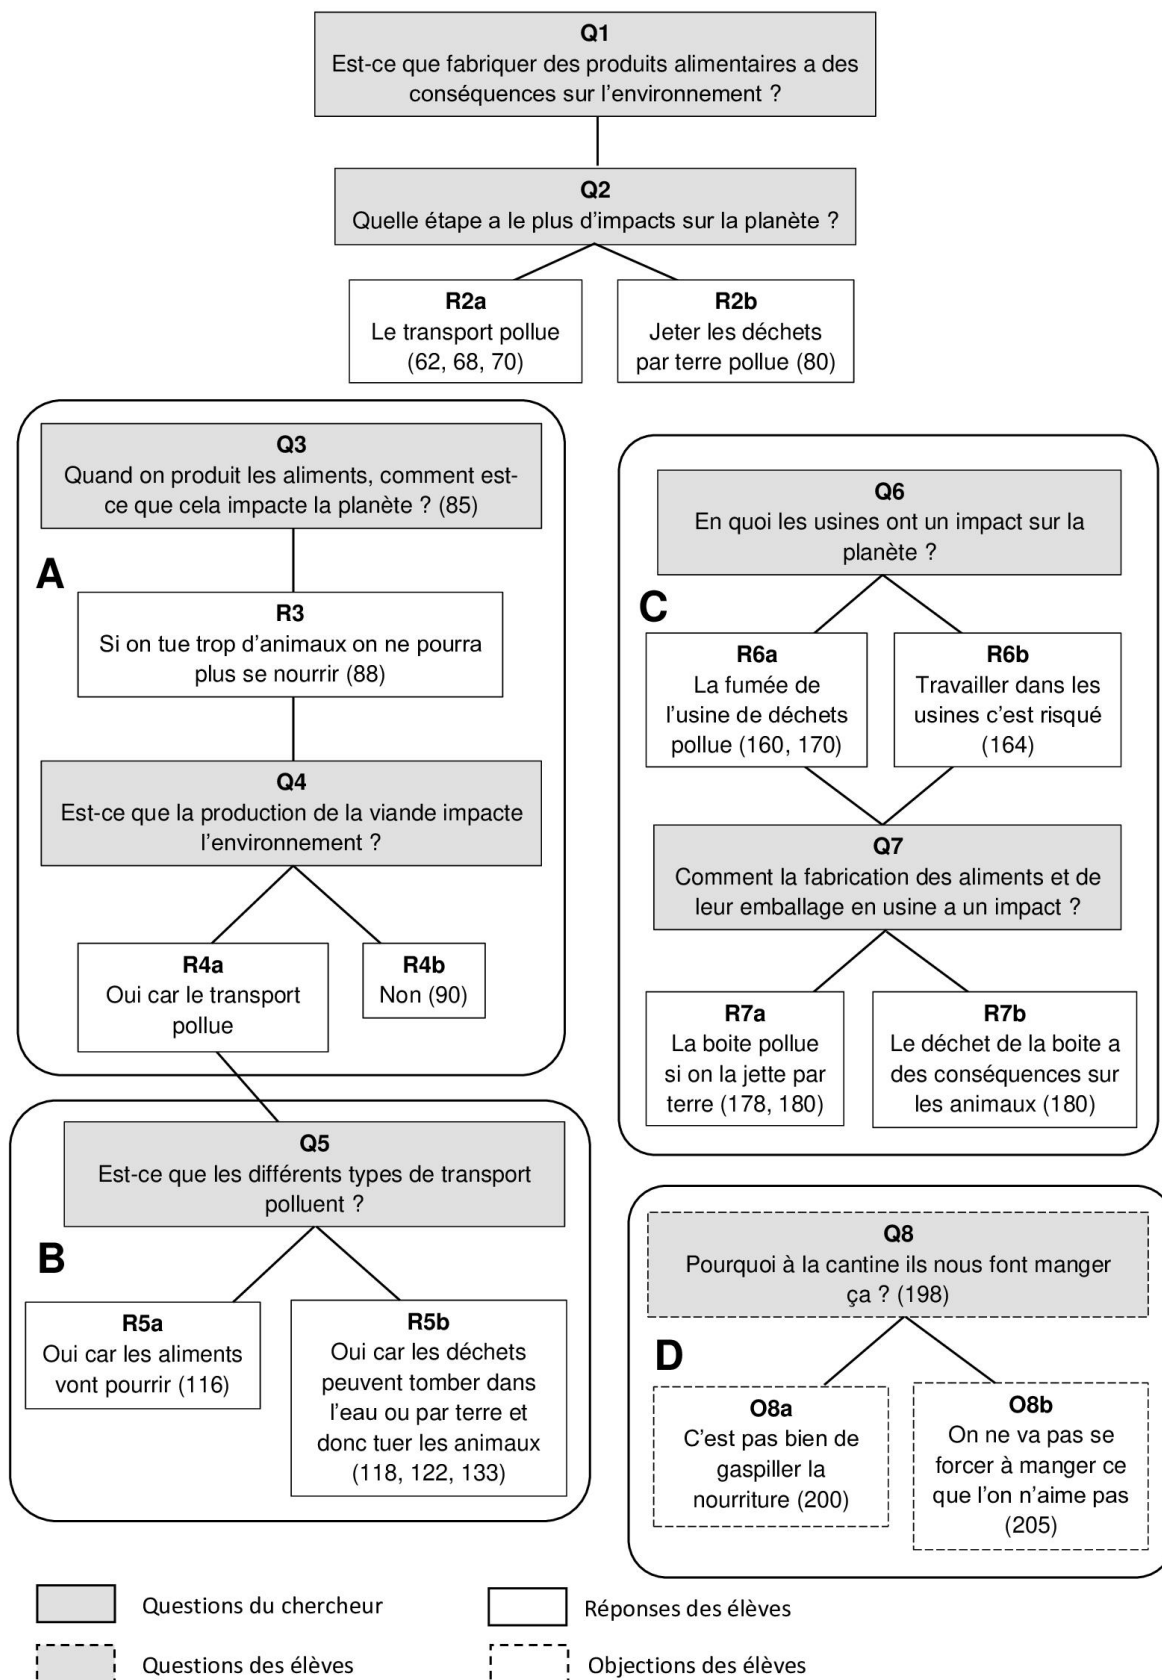 Q1
Est-ce que fabriquer des produits alimentaires a des
conséquences sur l'environnement ?
Q2
Quelle étape a le plus d'impacts sur la planète ?
R2a
Le transport pollue
(62, 68, 70)
R2b
Jeter les déchets
par terre pollue (80)
A
Q3
Quand on produit les aliments, comment est-
ce que cela impacte la planète ? (85)
R3
Si on tue trop d'animaux on ne pourra
plus se nourrir (88)
Q4
Est-ce que la production de la viande impacte
l'environnement ?
R4a
Oui car le transport
pollue
R4b
Non (90)
B
Q5
Est-ce que les différents types de transport
polluent ?
R5a
Oui car les aliments
vont pourrir (116)
R5b
Oui car les déchets
peuvent tomber dans
l'eau ou par terre et
donc tuer les animaux
(118, 122, 133)
C
Q6
En quoi les usines ont un impact sur la
planète ?
R6a
La fumée de
l'usine de déchets
pollue (160, 170)
R6b
Travailler dans les
usines c'est risqué
(164)
Q7
Comment la fabrication des aliments et de
leur emballage en usine a un impact ?
R7a
La boite pollue
si on la jette par
terre (178, 180)
R7b
Le déchet de la boite a
des conséquences sur
les animaux (180)
D
Q8
Pourquoi à la cantine ils nous font manger
ça ? (198)
O8a
C'est pas bien de
gaspiller la
nourriture (200)
O8b
On ne va pas se
forcer à manger ce
que l'on n'aime pas
(205)
Questions du chercheur
Réponses des élèves
Questions des élèves
Objections des élèves